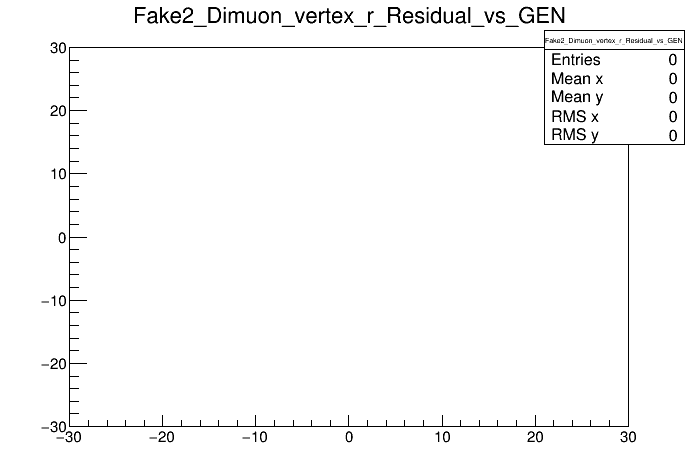 Fake2_Dimuon_vertex_r_Residual_vs_GEN
Fake2_Dimuon_vertex_r_Residual_vs_GEN
Entries 0
Mean x 0
Mean y 0
RMS x 0
RMS y 0
30
20
10
0
−10
−20
−30
−30 −20 −10 0 10 20 30